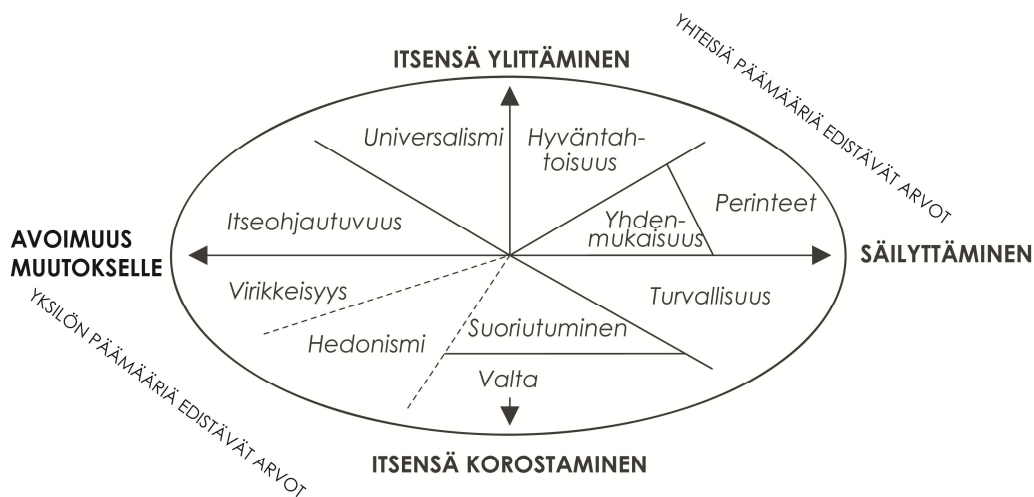 YHTEISIÄ PÄÄMÄÄRIÄ EDISTÄVÄT ARVOT
ITSENSÄ YLITTÄMINEN
Universalismi
Hyväntah-
toisuus
Perinteet
Yhden-
mukaisuus
Itseohjautuvuus
AVOIMUUS
MUUTOKSELLE
SÄILYTTÄMINEN
Virikkeisyys
Turvallisuus
Hedonismi
Suoriutuminen
Valta
YKSILÖN PÄÄMÄÄRIÄ EDISTÄVÄT ARVOT
ITSENSÄ KOROSTAMINEN